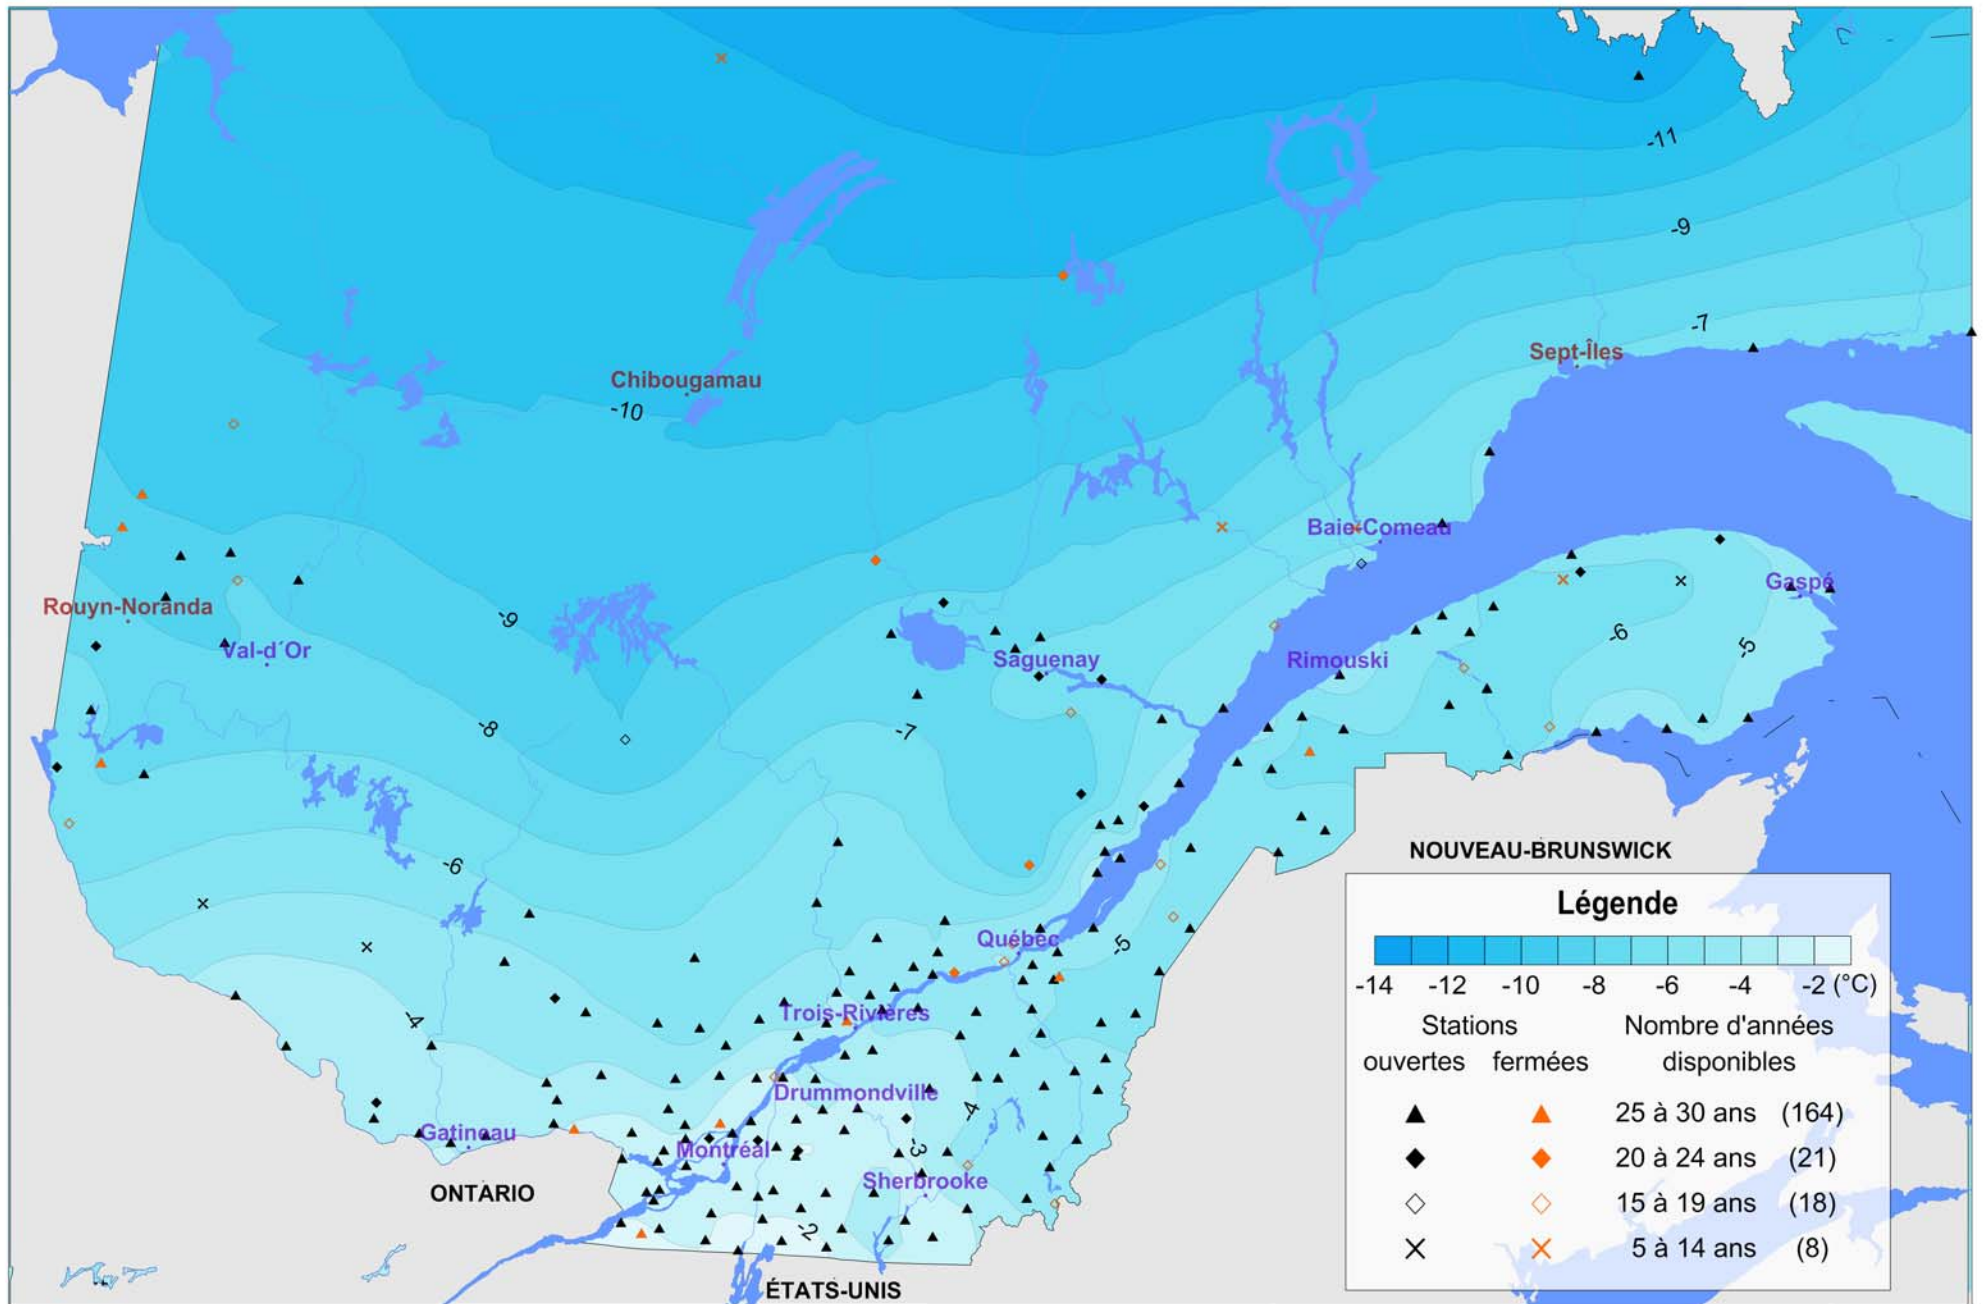 -11
-9
-7
Sept-Îles
Chibougamau
-10
Baie-Comeau
Gaspé
Rouyn-Noranda
-9
-6
-5
Val-d´Or
Saguenay
Rimouski
-8
-7
-6
NOUVEAU-BRUNSWICK
Québec
-5
-4
Trois-Rivières
Drummondville
-4
Gatineau
Montréal
-3
Sherbrooke
ONTARIO
-2
ÉTATS-UNIS
Légende
-14 -12 -10 -8 -6 -4 -2 (°C)
Stations Nombre d'années
ouvertes fermées disponibles
25 à 30 ans (164)
20 à 24 ans (21)
15 à 19 ans (18)
5 à 14 ans (8)